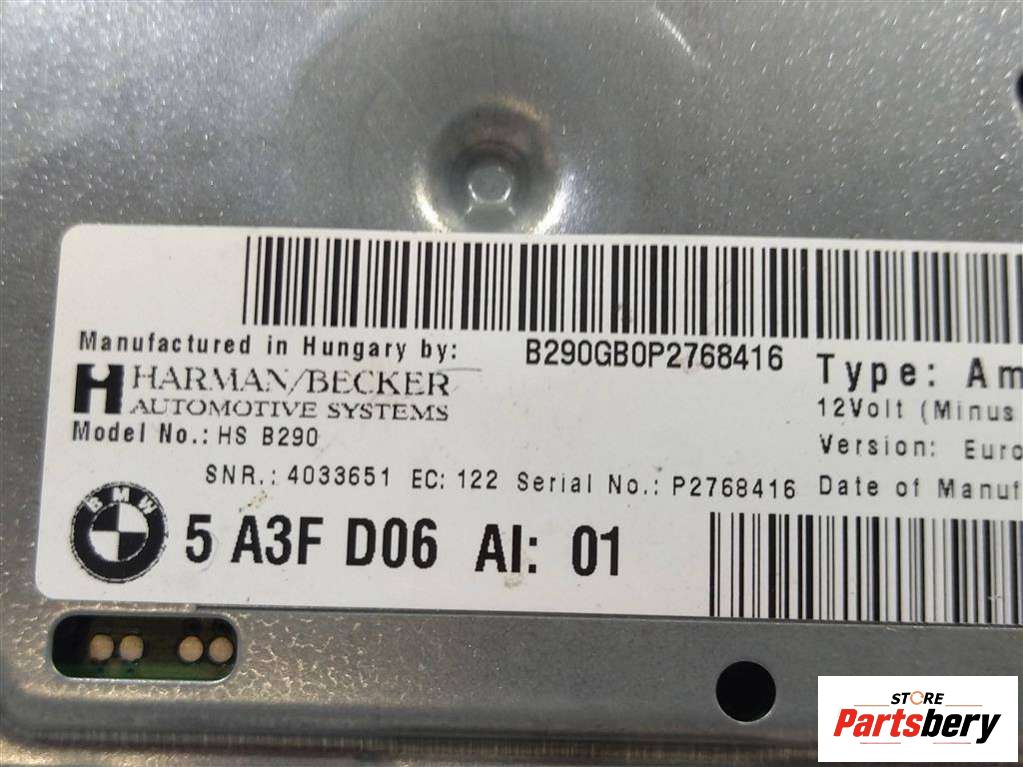 B290GB0P2768416
Manufactured in Hungary by:
HARMAN/BECKER
AUTOMOTIVE SYSTEMS
Model No.: HS B290
Type: Am
12Volt (Minus
Version: Euro
SNR.: 4033651 EC: 122 Serial No.: P2768416 Date of Manuf
BMW
5 A3F D06 AI: 01
STORE
Partsbery